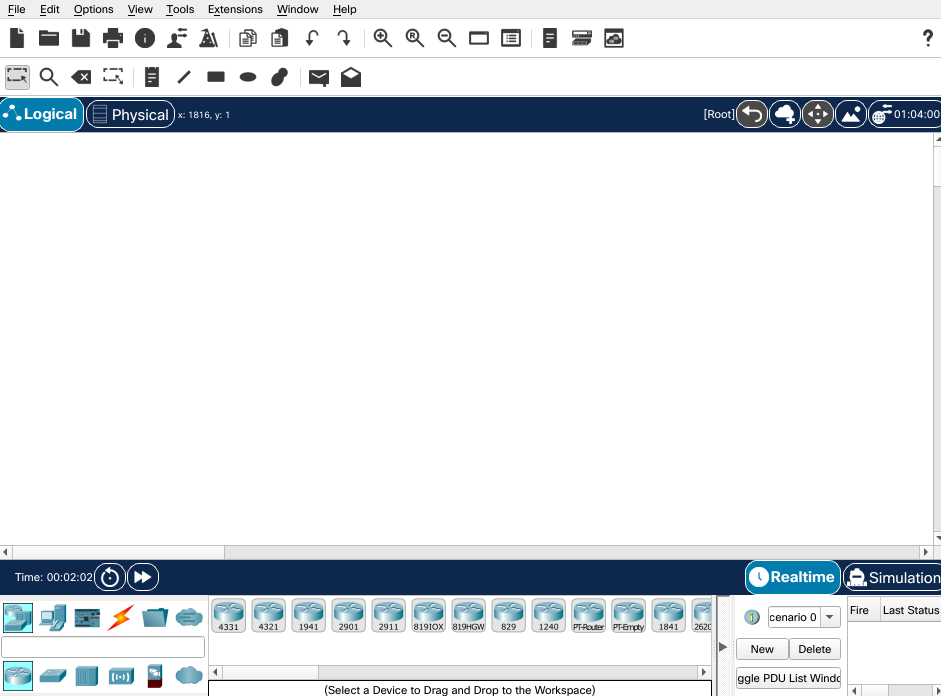 File Edit Options View Tools Extensions Window Help
?
Logical Physical x: 1816, y: 1 [Root] 01:04:00
Time: 00:02:02 Realtime Simulation
4331 4321 1941 2901 2911 819IOX 819HGW 829 1240 PT-Router PT-Empty 1841 2620
cenario 0 Fire Last Status
New Delete
ggle PDU List Windo
(Select a Device to Drag and Drop to the Workspace)